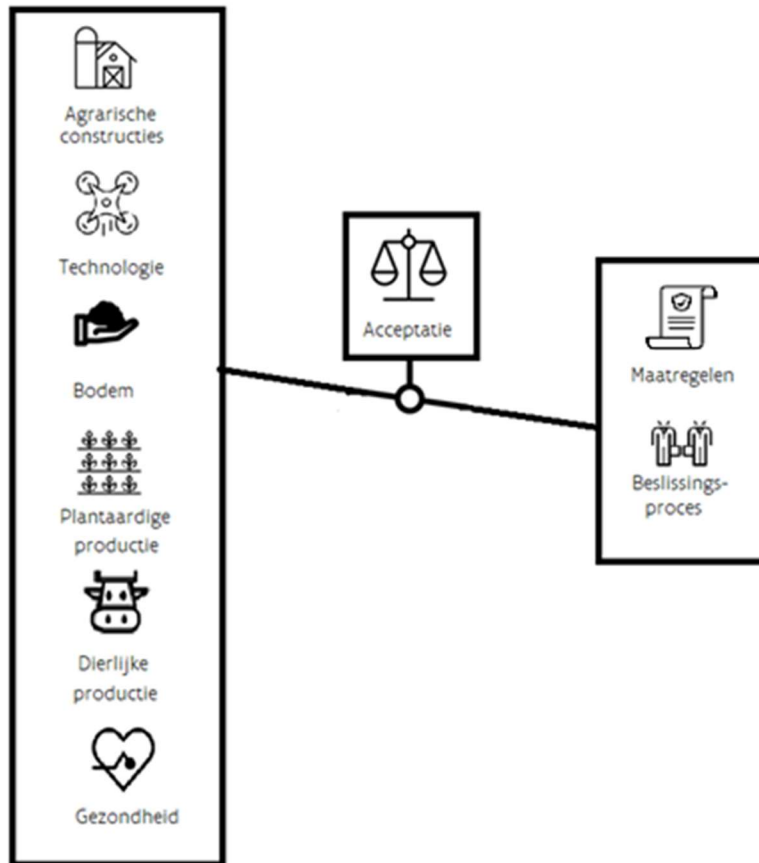 Agrarische
constructies
Technologie
Bodem
Plantaardige
productie
Dierlijke
productie
Gezondheid
Acceptatie
Maatregelen
Beslissings-
proces